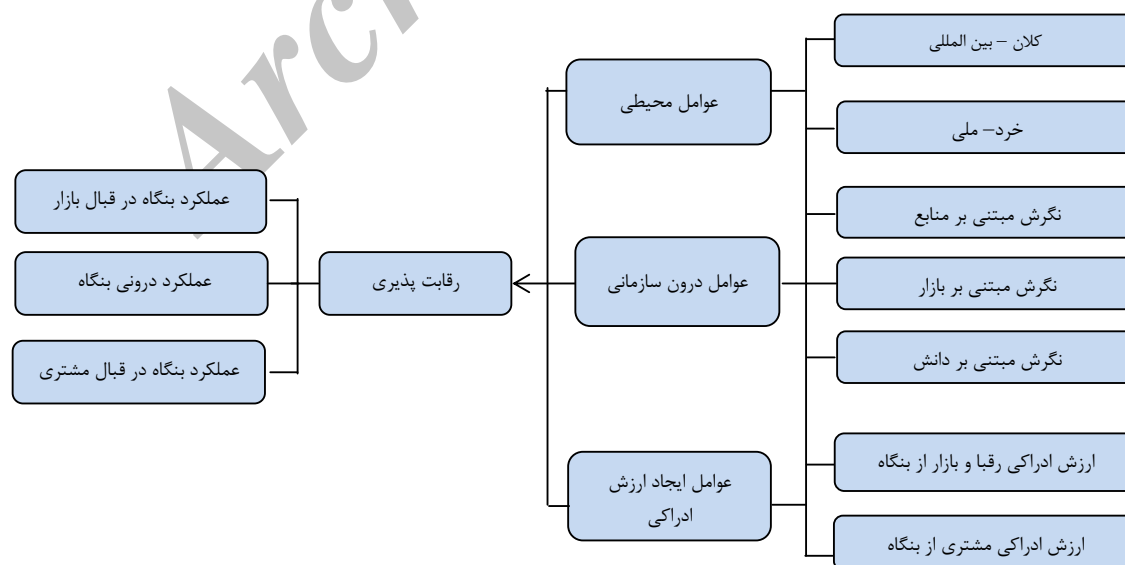 کلان – بین المللی
خرد– ملی
نگرش مبتنی بر منابع
نگرش مبتنی بر بازار
نگرش مبتنی بر دانش
ارزش ادراکی رقبا و بازار از بنگاه
ارزش ادراکی مشتری از بنگاه
عوامل محیطی
عوامل درون سازمانی
عوامل ایجاد ارزش
ادراکی
رقابت پذیری
عملکرد بنگاه در قبال بازار
عملکرد درونی بنگاه
عملکرد بنگاه در قبال مشتری
Arc